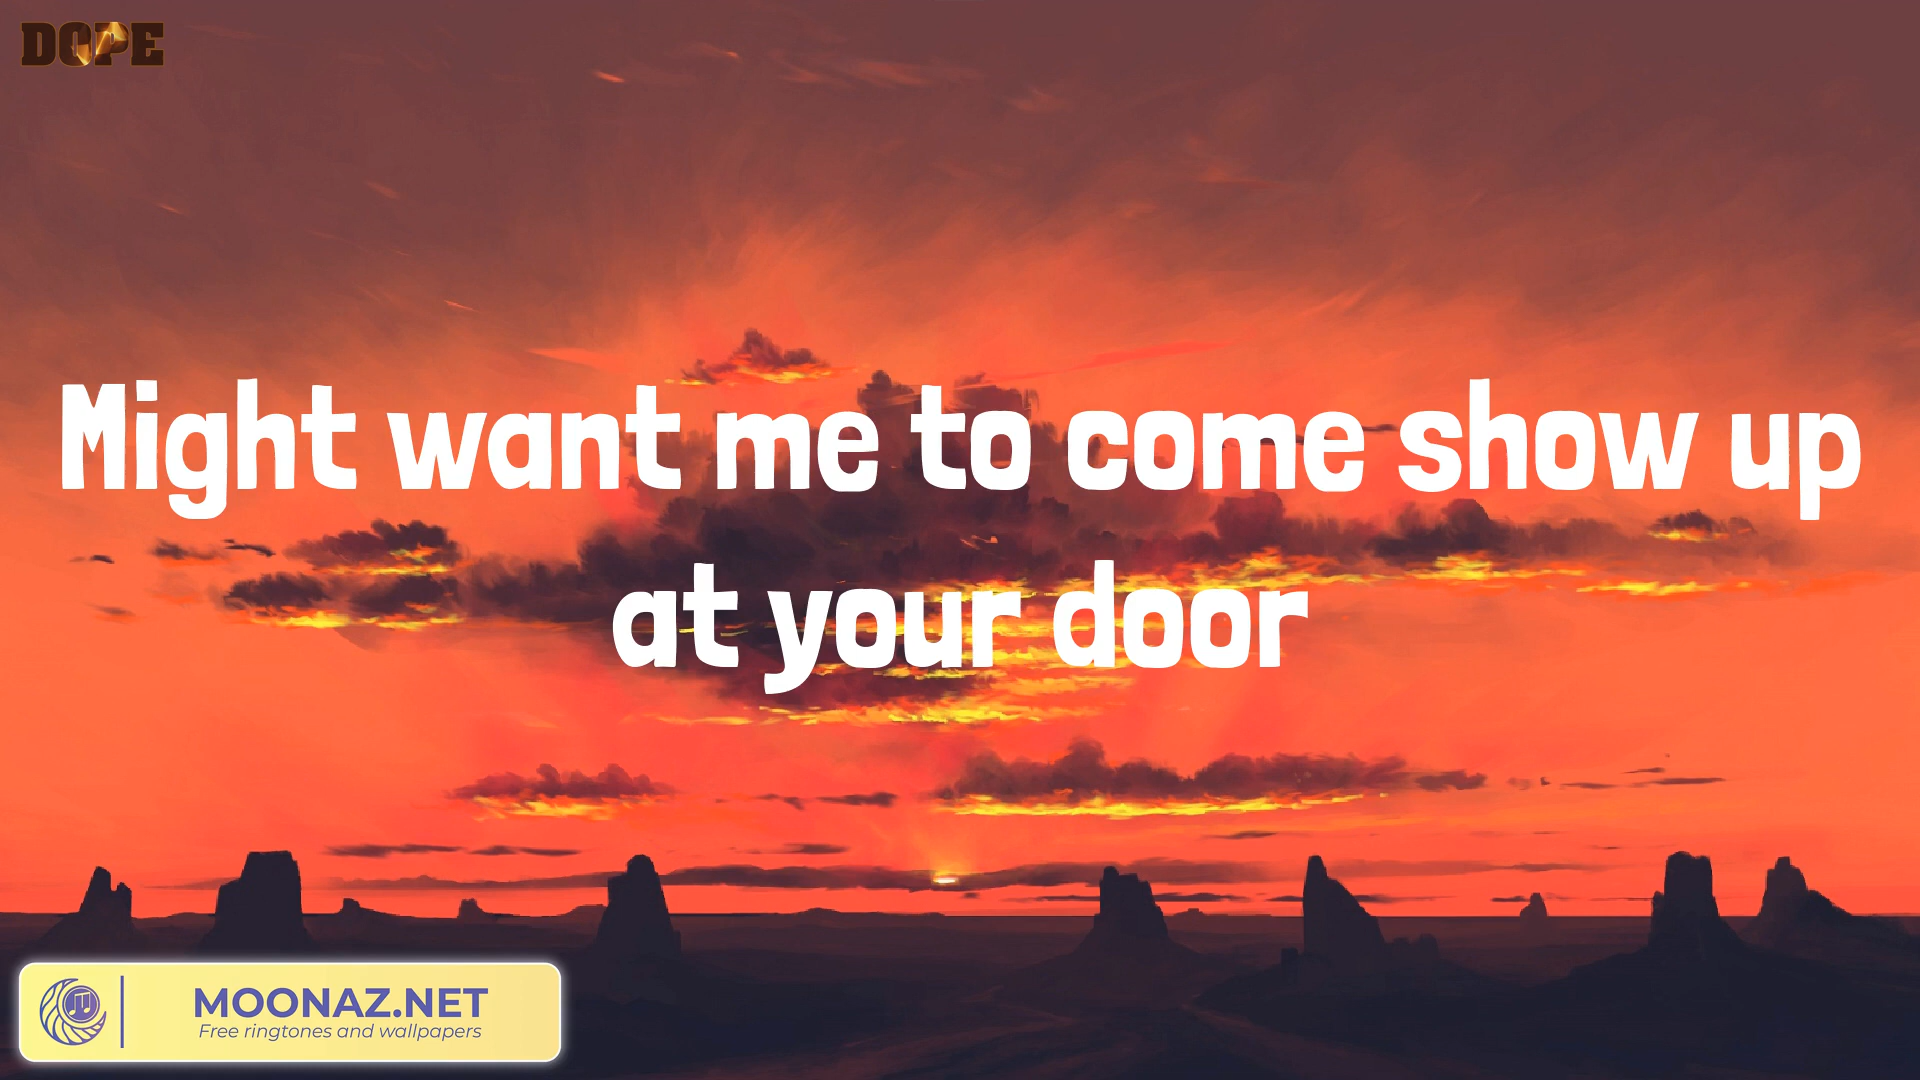 DOPE
Might want me to come show up
at your door
MOONAZ.NET
Free ringtones and wallpapers